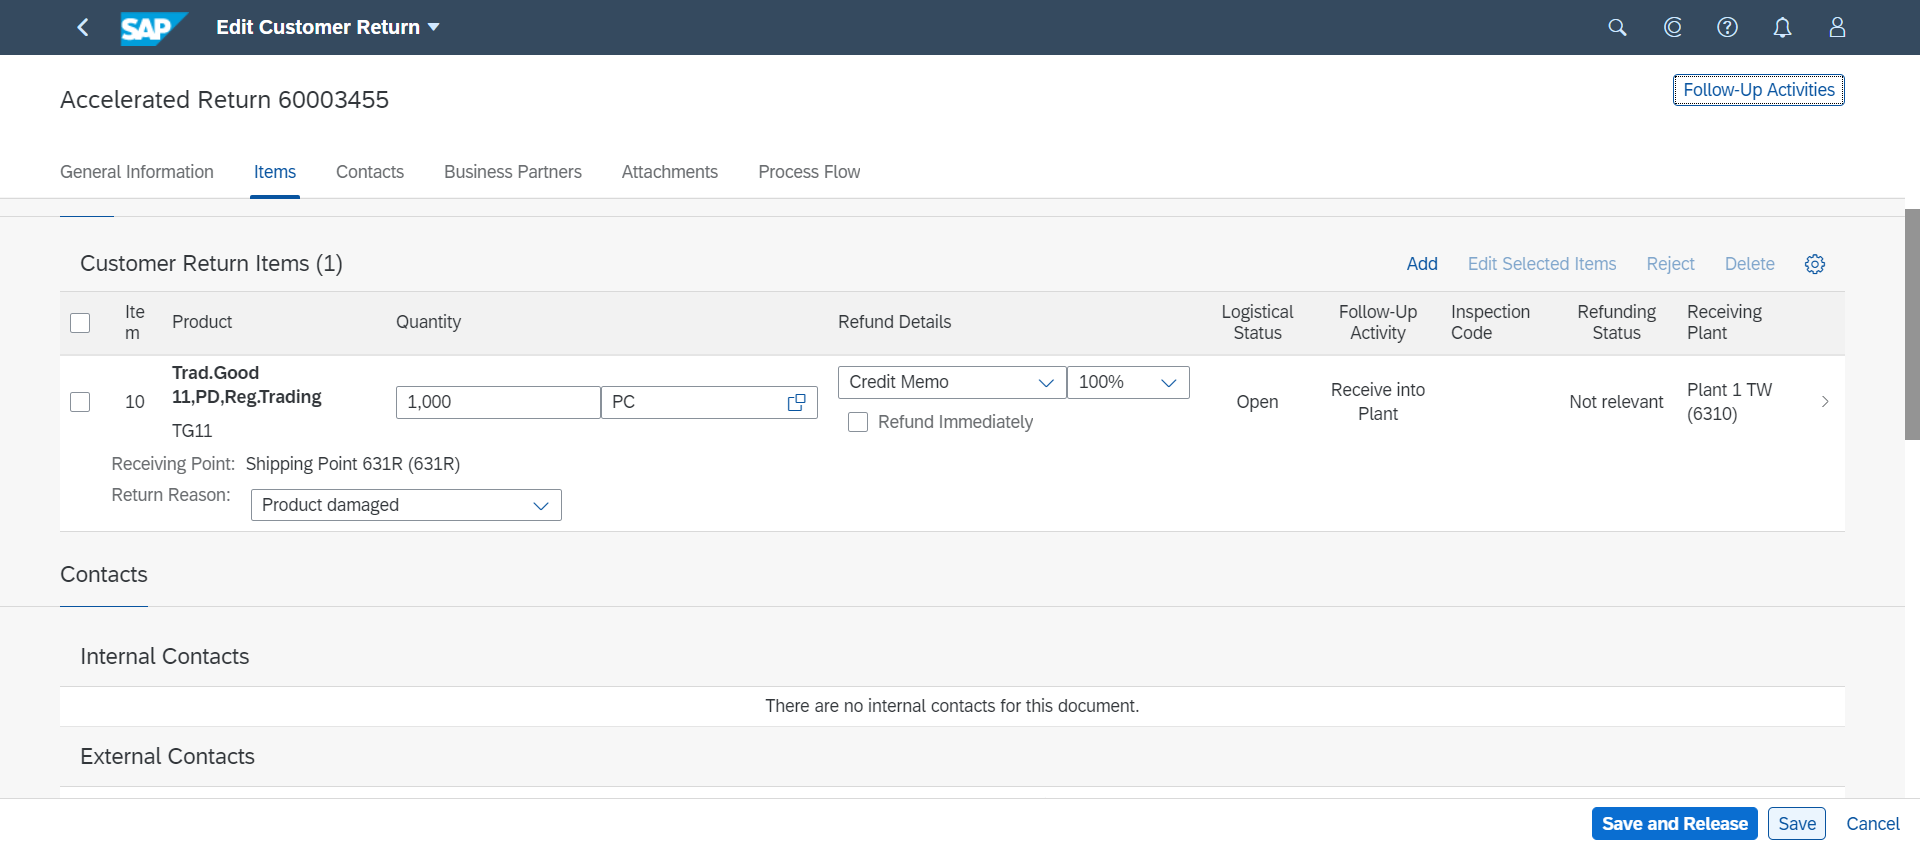 SAP
Edit Customer Return
Accelerated Return 60003455
Follow-Up Activities
General Information
Items
Contacts
Business Partners
Attachments
Process Flow
Customer Return Items (1)
Add
Edit Selected Items
Reject
Delete
Ite
m
Product
Quantity
Refund Details
Logistical
Status
Follow-Up
Activity
Inspection
Code
Refunding
Status
Receiving
Plant
10
Trad.Good
11,PD,Reg.Trading
TG11
1,000
PC
Credit Memo
100%
Refund Immediately
Open
Receive into
Plant
Not relevant
Plant 1 TW
(6310)
Receiving Point: Shipping Point 631R (631R)
Return Reason: Product damaged
Contacts
Internal Contacts
There are no internal contacts for this document.
External Contacts
Save and Release
Save
Cancel